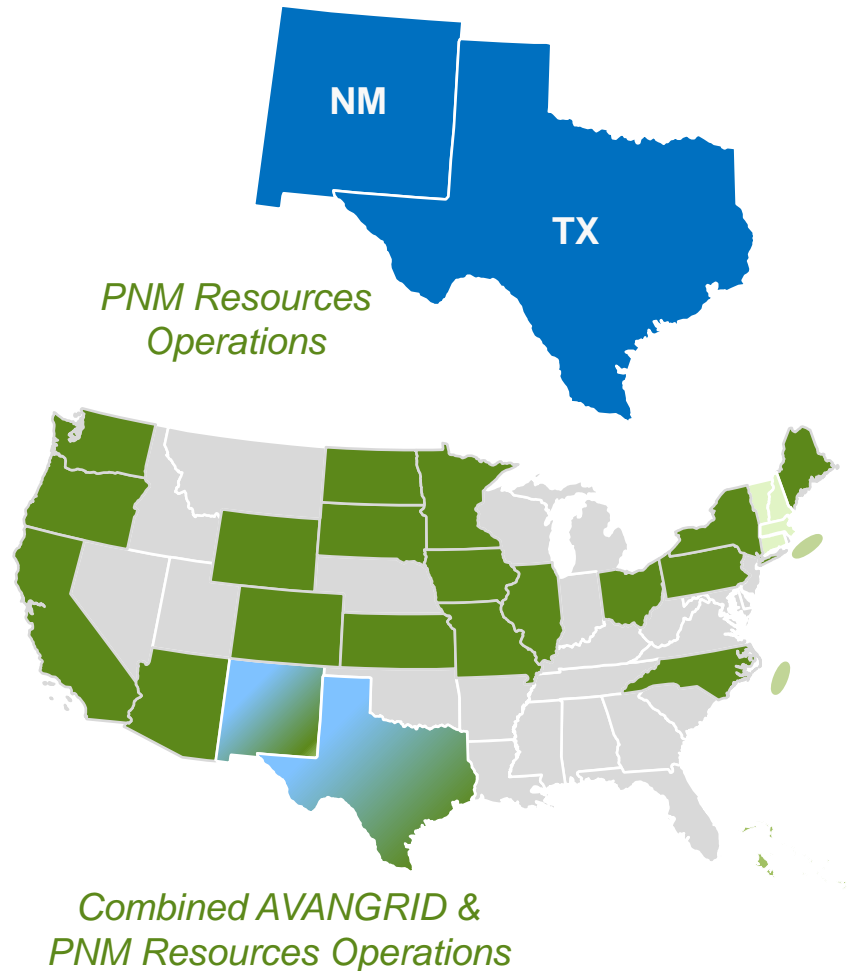 NM
TX
PNM Resources
Operations
Combined AVANGRID &
PNM Resources Operations